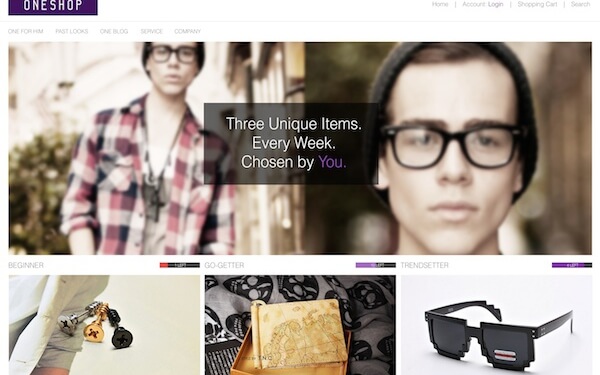 ONESHOP
Home | Account Login | Shopping Cart | Search
ONE FOR HIM PAST LOOKS ONE BLOG SERVICE COMPANY
Three Unique Items.
Every Week.
Chosen by You.
BEGINNER
GO-GETTER
TRENDSETTER